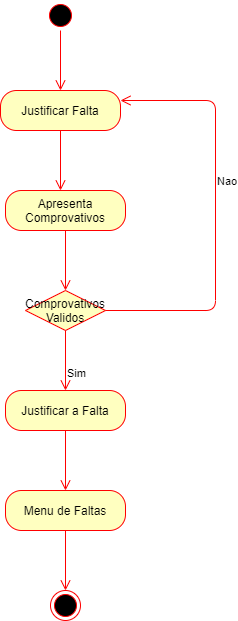 Justificar Falta
Apresenta
Comprovativos
Nao
Comprovativos
Validos
Sim
Justificar a Falta
Menu de Faltas